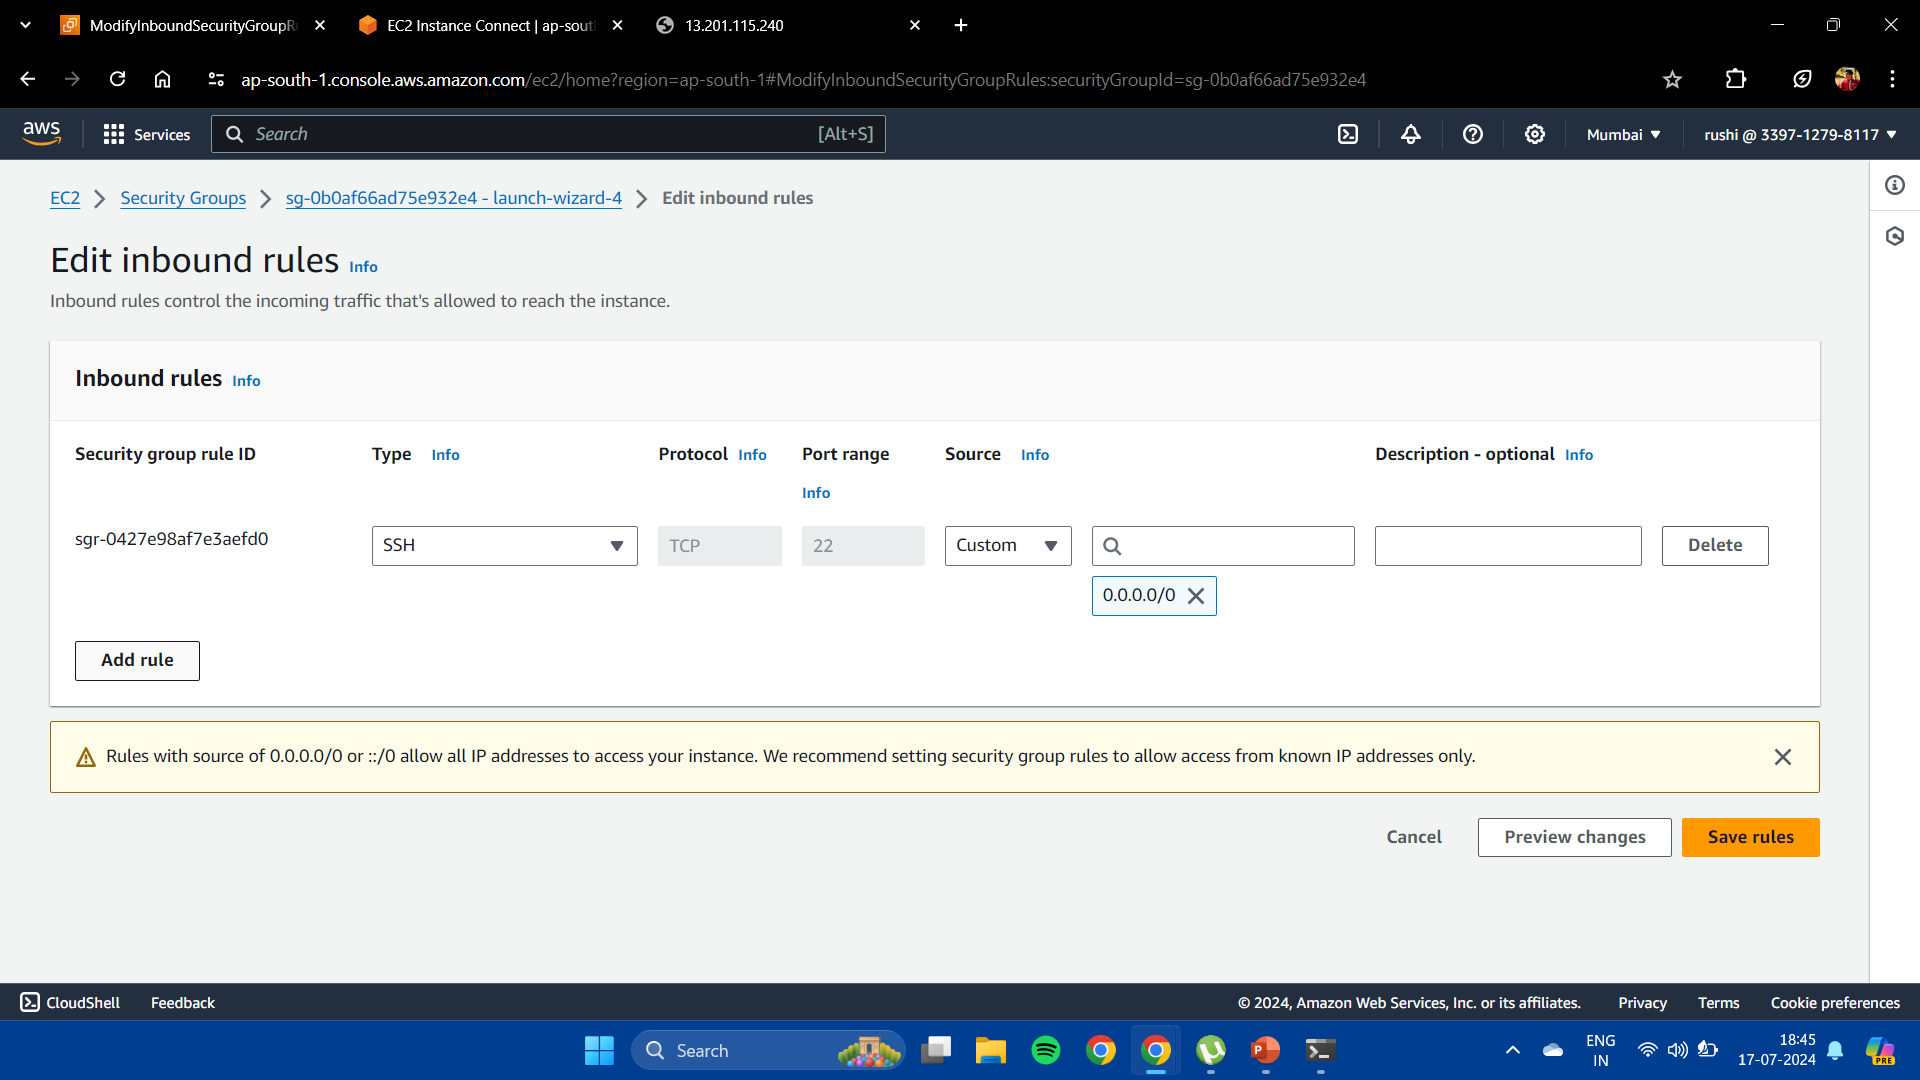 ModifyInboundSecurityGroupR
EC2 Instance Connect | ap-sout
13.201.115.240
ap-south-1.console.aws.amazon.com/ec2/home?region=ap-south-1#ModifyInboundSecurityGroupRules:securityGroupId=sg-0b0af66ad75e932e4
aws
Services
Search
[Alt+S]
Mumbai
rushi @ 3397-1279-8117
EC2
Security Groups
sg-0b0af66ad75e932e4 - launch-wizard-4
Edit inbound rules
Edit inbound rules Info
Inbound rules control the incoming traffic that's allowed to reach the instance.
Inbound rules Info
Security group rule ID
Type Info
Protocol Info
Port range
Info
Source Info
Description - optional Info
sgr-0427e98af7e3aefd0
SSH
TCP
22
Custom
Delete
0.0.0.0/0
Add rule
Rules with source of 0.0.0.0/0 or ::/0 allow all IP addresses to access your instance. We recommend setting security group rules to allow access from known IP addresses only.
Cancel
Preview changes
Save rules
CloudShell
Feedback
© 2024, Amazon Web Services, Inc. or its affiliates.
Privacy
Terms
Cookie preferences
Search
ENG
IN
18:45
17-07-2024
PRE